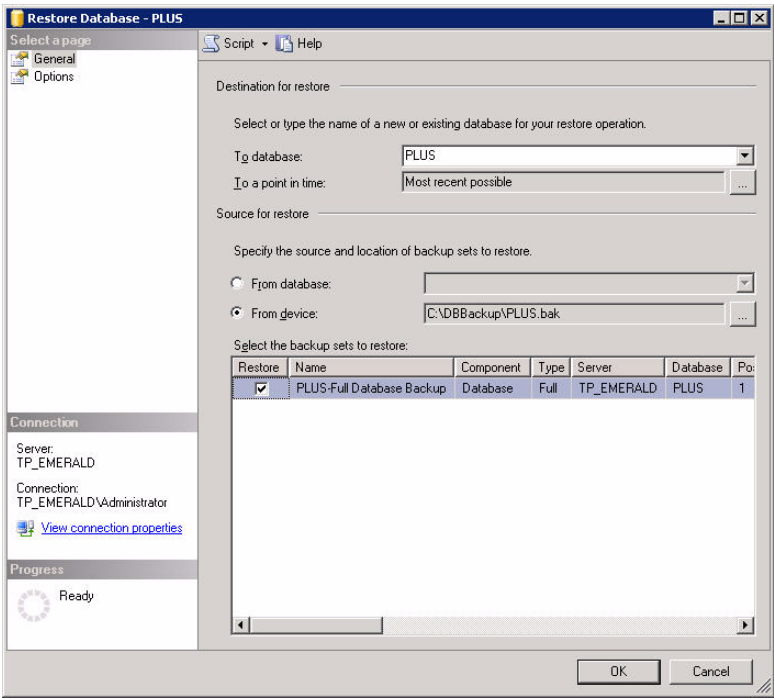 Restore Database - PLUS
Select a page
General
Options
Script Help
Destination for restore
Select or type the name of a new or existing database for your restore operation.
To database: PLUS
To a point in time: Most recent possible ...
Source for restore
Specify the source and location of backup sets to restore.
From database:
From device: C:\DBBackup\PLUS.bak ...
Select the backup sets to restore:
Restore Name Component Type Server Database Po
PLUS-Full Database Backup Database Full TP_EMERALD PLUS 1
Connection
Server:
TP_EMERALD
Connection:
TP_EMERALD\Administrator
View connection properties
Progress
Ready
OK Cancel